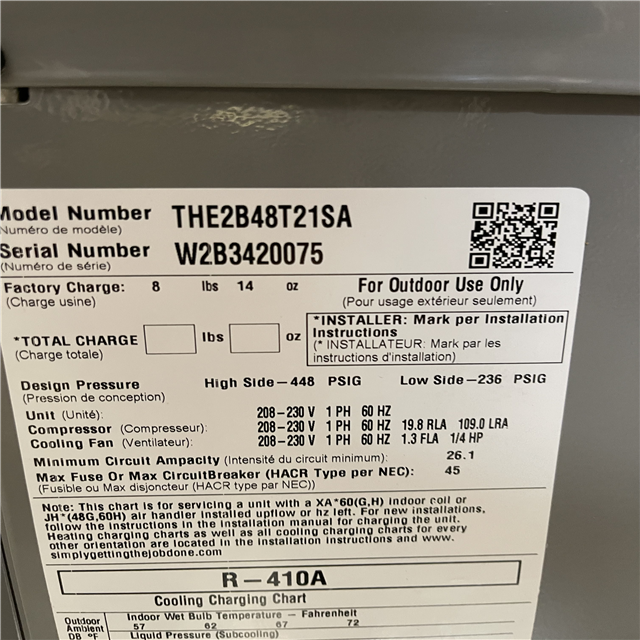 Model Number THE2B48T21SA
(Numéro de modèle)
Serial Number W2B3420075
(Numéro de série)
Factory Charge: 8 lbs 14 oz For Outdoor Use Only
(Charge usine) (Pour usage extérieur seulement)
*INSTALLER: Mark per Installation
Instructions
*TOTAL CHARGE lbs oz
(Charge totale)
(* INSTALLATEUR: Mark par les
instructions d'installation)
Design Pressure High Side-448 PSIG Low Side-236 PSIG
(Pression de conception)
Unit (Unité): 208-230 V 1 PH 60 HZ
Compressor (Compresseur): 208-230 V 1 PH 60 HZ 19.8 RLA 109.0 LRA
Cooling Fan (Ventilateur): 208-230 V 1 PH 60 HZ 1.3 FLA 1/4 HP
Minimum Circuit Ampacity (Intensité du circuit minimum): 26.1
Max Fuse Or Max CircuitBreaker (HACR Type per NEC): 45
(Fusible ou Max disjoncteur (HACR type par NEC))
Note: This chart is for servicing a unit with a XA*60(G,H) indoor coil or
JH*(48G,60H) air handler installed upflow or hz left. For new installations,
follow the instructions in the installation manual for charging the unit.
Heating charging charts as well as all cooling charging charts for every
other orientation are located in the Installation Instructions and www.
simplygettingthejobdone.com
R-410A
Cooling Charging Chart
Outdoor
Ambient
DB °F
Indoor Wet Bulb Temperature - Fahrenheit
57 62 67 72
Liquid Pressure (Subcooling)